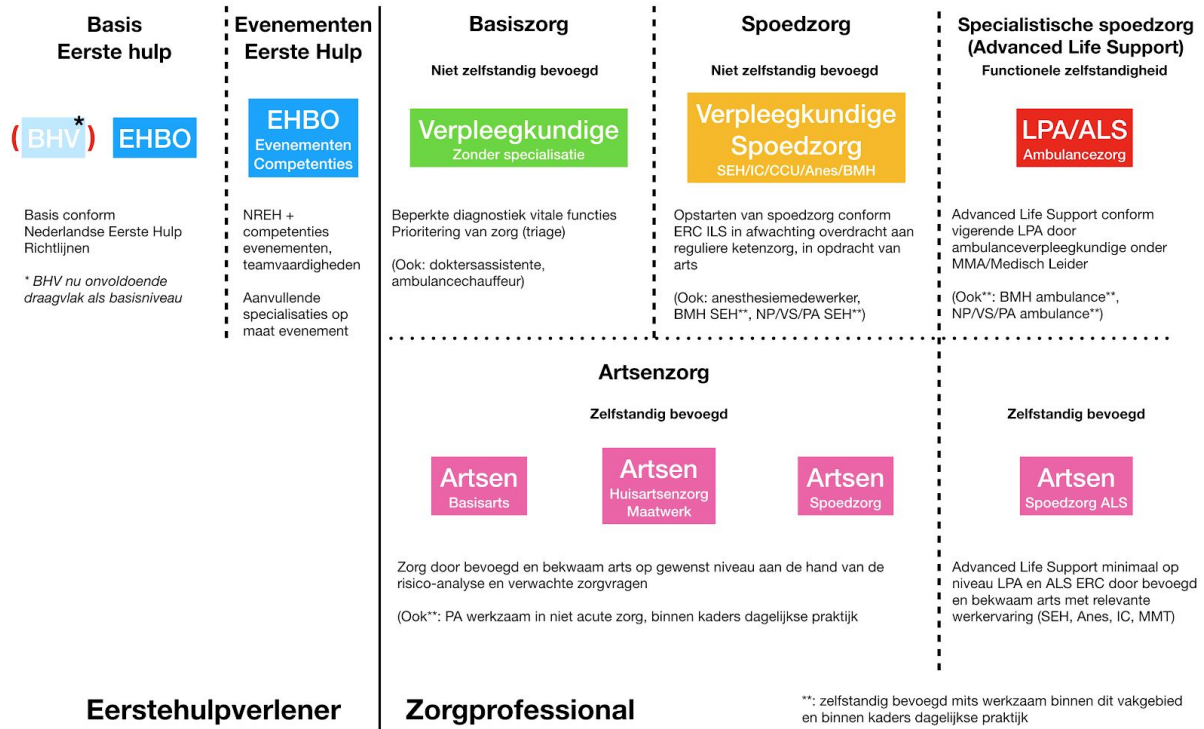 Basis
Eerste hulp
(BHV*)
EHBO
Basis conform
Nederlandse Eerste Hulp
Richtlijnen
* BHV nu onvoldoende
draagvlak als basisniveau
Evenementen
Eerste Hulp
EHBO
Evenementen
Competenties
NREH +
competenties
evenementen,
teamvaardigheden
Aanvullende
specialisaties op
maat evenement
Basiszorg
Niet zelfstandig bevoegd
Verpleegkundige
Zonder specialisatie
Beperkte diagnostiek vitale functies
Prioritering van zorg (triage)
(Ook: doktersassistente,
ambulancechauffeur)
Spoedzorg
Niet zelfstandig bevoegd
Verpleegkundige
Spoedzorg
SEH/IC/CCU/Anes/BMH
Opstarten van spoedzorg conform
ERC ILS in afwachting overdracht aan
reguliere ketenzorg, in opdracht van
arts
(Ook: anesthesiemedewerker,
BMH SEH**, NP/VS/PA SEH**)
Specialistische spoedzorg
(Advanced Life Support)
Functionele zelfstandigheid
LPA/ALS
Ambulancezorg
Advanced Life Support conform
vigerende LPA door
ambulanceverpleegkundige onder
MMA/Medisch Leider
(Ook**: BMH ambulance**,
NP/VS/PA ambulance**)
Artsenzorg
Zelfstandig bevoegd
Artsen
Basisarts
Artsen
Huisartsenzorg
Maatwerk
Artsen
Spoedzorg
Zorg door bevoegd en bekwaam arts op gewenst niveau aan de hand van de
risico-analyse en verwachte zorgvragen
(Ook**: PA werkzaam in niet acute zorg, binnen kaders dagelijkse praktijk
Zelfstandig bevoegd
Artsen
Spoedzorg ALS
Advanced Life Support minimaal op
niveau LPA en ALS ERC door bevoegd
en bekwaam arts met relevante
werkervaring (SEH, Anes, IC, MMT)
Eerstehulpverlener
Zorgprofessional
**: zelfstandig bevoegd mits werkzaam binnen dit vakgebied
en binnen kaders dagelijkse praktijk